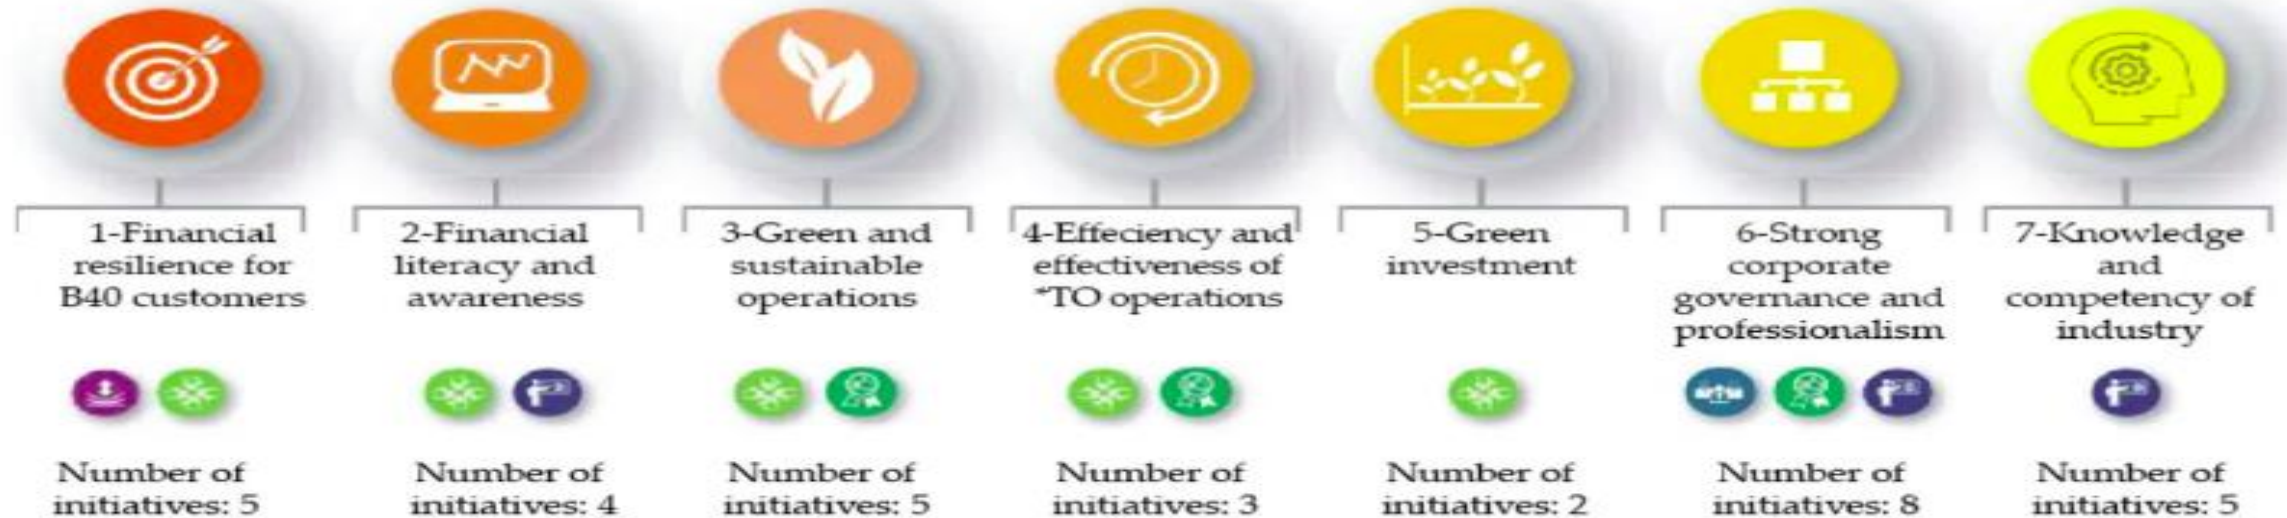 1-Financial
resilience for
B40 customers
2-Financial
literacy and
awareness
3-Green and
sustainable
operations
4-Effeciency and
effectiveness of
*TO operations
5-Green
investment
6-Strong
corporate
governance and
professionalism
7-Knowledge
and
competency of
industry
Number of
initiatives: 5
Number of
initiatives: 4
Number of
initiatives: 5
Number of
initiatives: 3
Number of
initiatives: 2
Number of
initiatives: 8
Number of
initiatives: 5